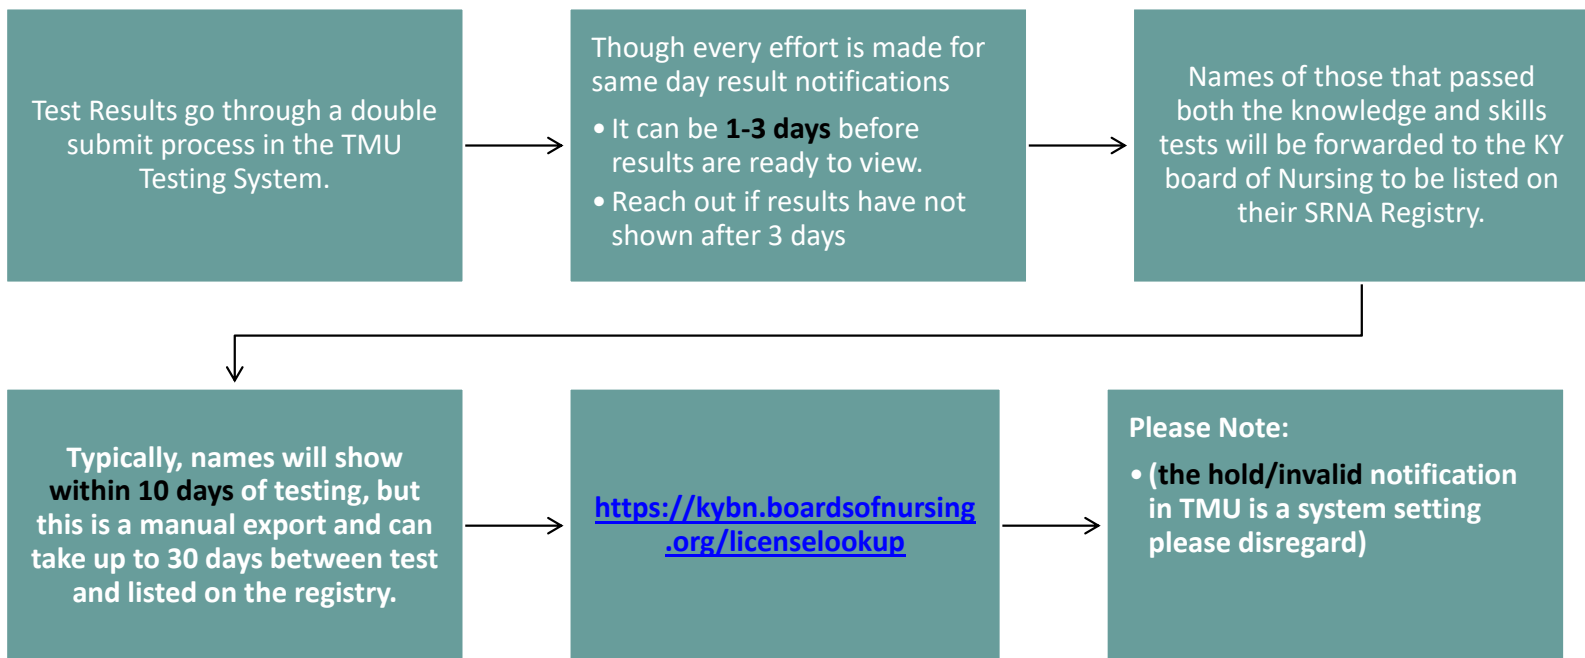 Test Results go through a double
submit process in the TMU
Testing System.
Though every effort is made for
same day result notifications
• It can be 1-3 days before
results are ready to view.
• Reach out if results have not
shown after 3 days
Names of those that passed
both the knowledge and skills
tests will be forwarded to the KY
board of Nursing to be listed on
their SRNA Registry.
Typically, names will show
within 10 days of testing, but
this is a manual export and can
take up to 30 days between test
and listed on the registry.
https://kybn.boardsofnursing
.org/licenselookup
Please Note:
• (the hold/invalid notification
in TMU is a system setting
please disregard)